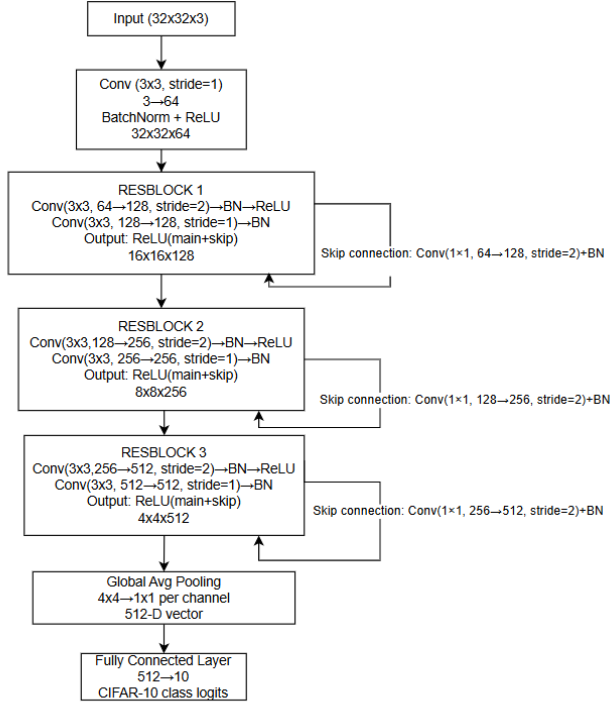 Input (32x32x3)
Conv (3x3, stride=1)
3→64
BatchNorm + ReLU
32x32x64
RESBLOCK 1
Conv(3x3, 64→128, stride=2)→BN→ReLU
Conv(3x3, 128→128, stride=1)→BN
Output: ReLU(main+skip)
16x16x128
Skip connection: Conv(1×1, 64→128, stride=2)+BN
RESBLOCK 2
Conv(3x3,128→256, stride=2)→BN→ReLU
Conv(3x3, 256→256, stride=1)→BN
Output: ReLU(main+skip)
8x8x256
Skip connection: Conv(1×1, 128→256, stride=2)+BN
RESBLOCK 3
Conv(3x3,256→512, stride=2)→BN→ReLU
Conv(3x3, 512→512, stride=1)→BN
Output: ReLU(main+skip)
4x4x512
Skip connection: Conv(1×1, 256→512, stride=2)+BN
Global Avg Pooling
4x4→1x1 per channel
512-D vector
Fully Connected Layer
512→10
CIFAR-10 class logits